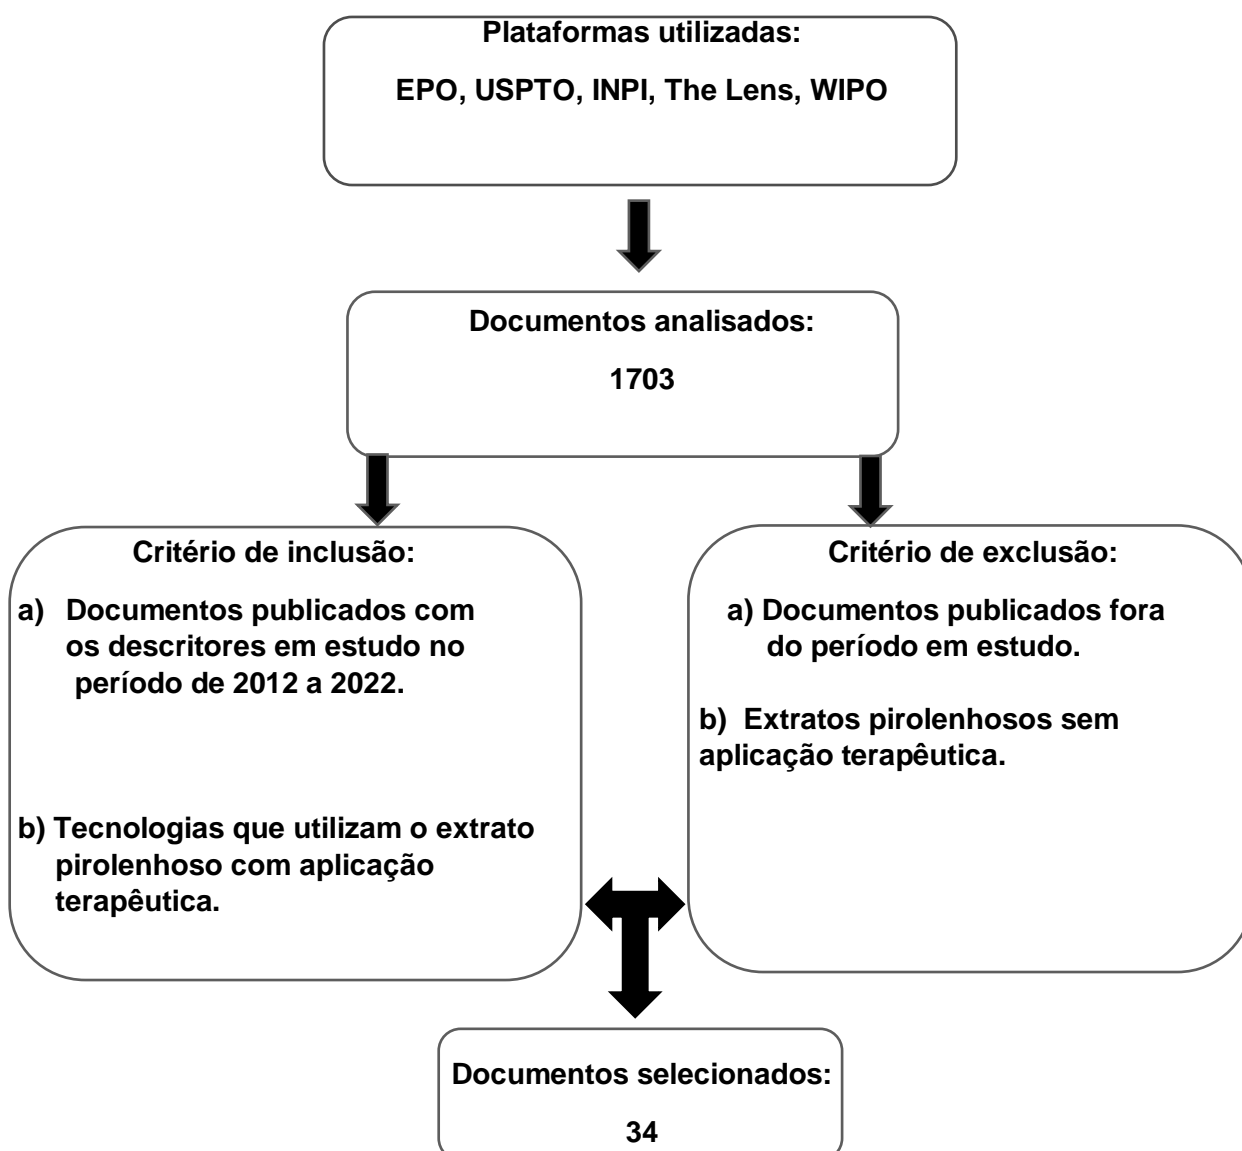 Plataformas utilizadas:
EPO, USPTO, INPI, The Lens, WIPO
Documentos analisados:
1703
Critério de inclusão:
a) Documentos publicados com
os descritores em estudo no
período de 2012 a 2022.
b) Tecnologias que utilizam o extrato
pirolenhoso com aplicação
terapêutica.
Critério de exclusão:
a) Documentos publicados fora
do período em estudo.
b) Extratos pirolenhosos sem
aplicação terapêutica.
Documentos selecionados:
34